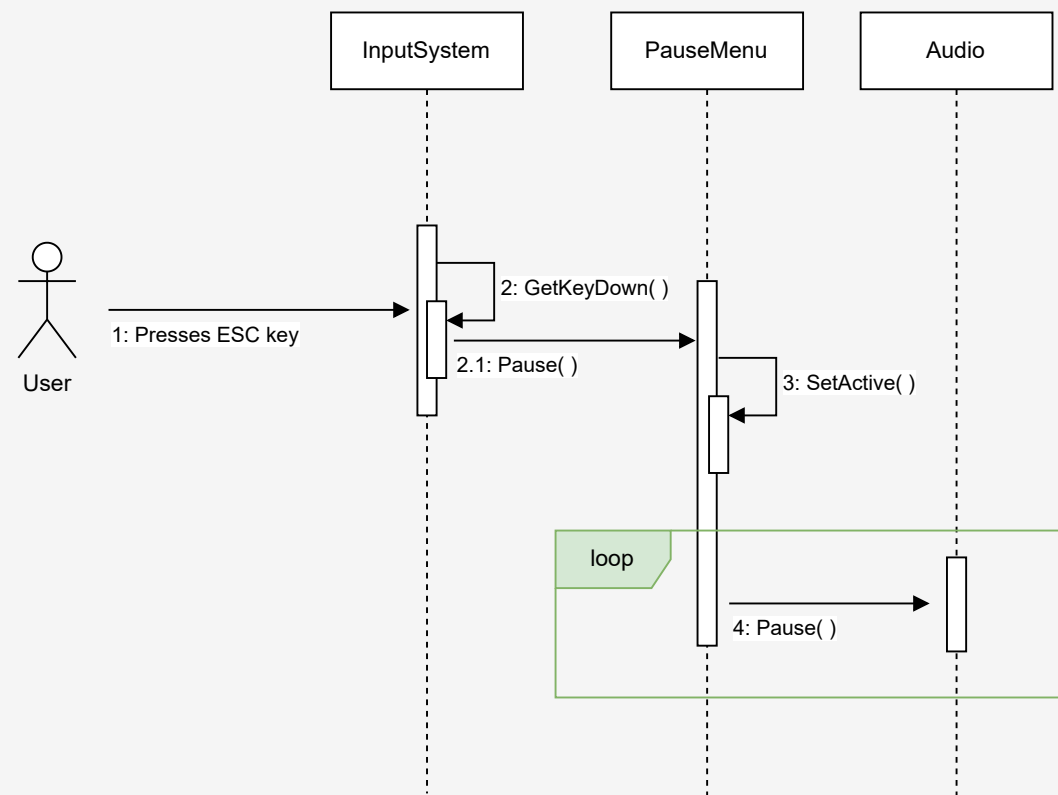 InputSystem
PauseMenu
Audio
2: GetKeyDown( )
1: Presses ESC key
2.1: Pause( )
User
3: SetActive( )
loop
4: Pause( )